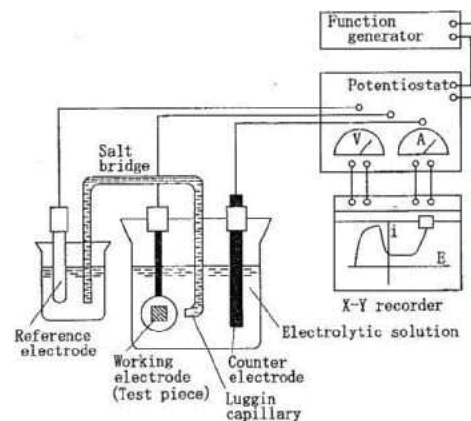 Function
generator
Potentiostat
V
A
Salt
bridge
i
E
X-Y recorder
Reference
electrode
Electrolytic solution
Working
electrode
(Test piece)
Counter
electrode
Luggin
capillary